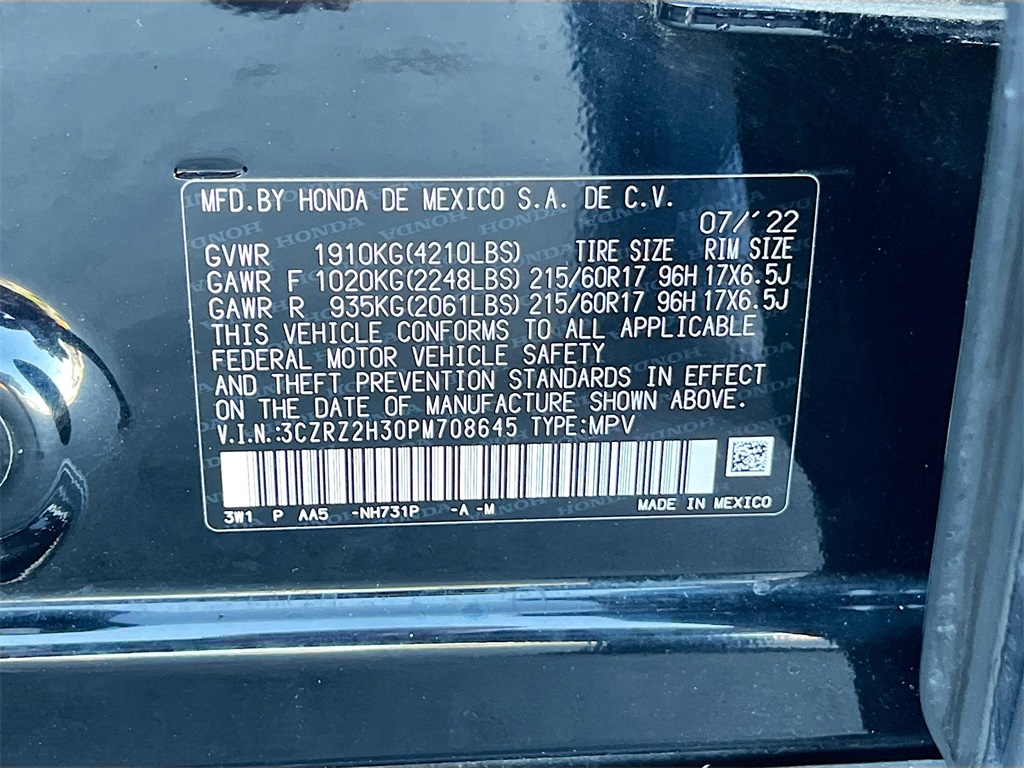 MFD.BY HONDA DE MEXICO S.A. DE C.V.
07/'22
GVWR 1910KG(4210LBS) TIRE SIZE RIM SIZE
GAWR F 1020KG(2248LBS) 215/60R17 96H 17X6.5J
GAWR R 935KG(2061LBS) 215/60R17 96H 17X6.5J
THIS VEHICLE CONFORMS TO ALL APPLICABLE
FEDERAL MOTOR VEHICLE SAFETY
AND THEFT PREVENTION STANDARDS IN EFFECT
ON THE DATE OF MANUFACTURE SHOWN ABOVE.
V.I.N.:3CZRZ2H30PM708645 TYPE:MPV
3W1 P AA5 -NH731P -A -M MADE IN MEXICO